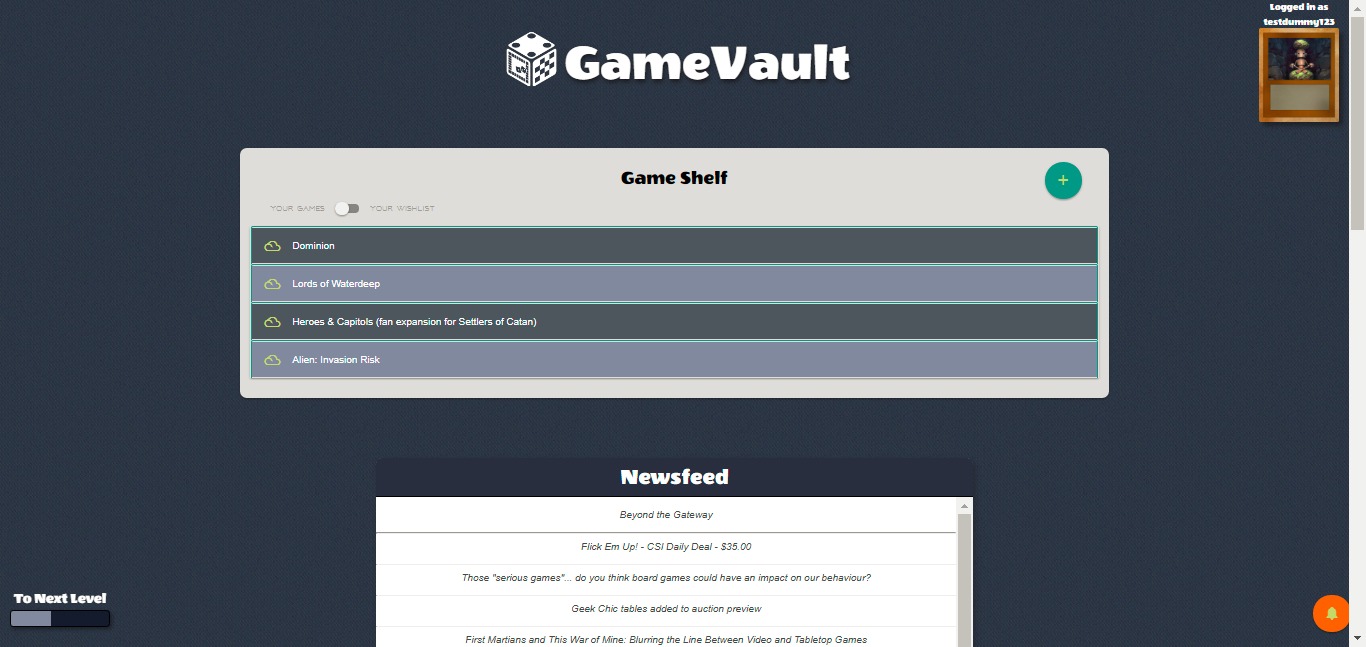 Logged in as
testdummy123
GameVault
Game Shelf
+
YOUR GAMES YOUR WISHLIST
Dominion
Lords of Waterdeep
Heroes & Capitols (fan expansion for Settlers of Catan)
Alien: Invasion Risk
Newsfeed
Beyond the Gateway
Flick Em Up! - CSI Daily Deal - $35.00
Those "serious games"... do you think board games could have an impact on our behaviour?
Geek Chic tables added to auction preview
First Martians and This War of Mine: Blurring the Line Between Video and Tabletop Games
To Next Level